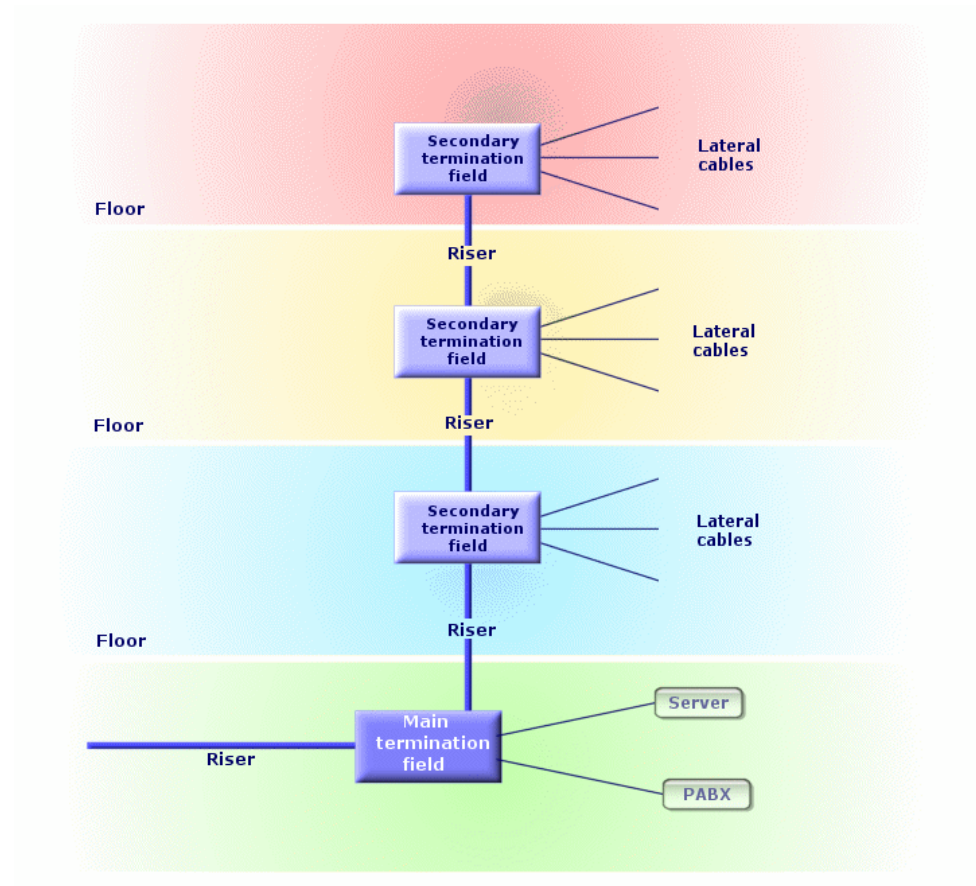 Secondary
termination
field
Lateral
cables
Floor
Riser
Secondary
termination
field
Lateral
cables
Riser
Floor
Secondary
termination
field
Lateral
cables
Riser
Floor
Server
Main
termination
field
Riser
PABX